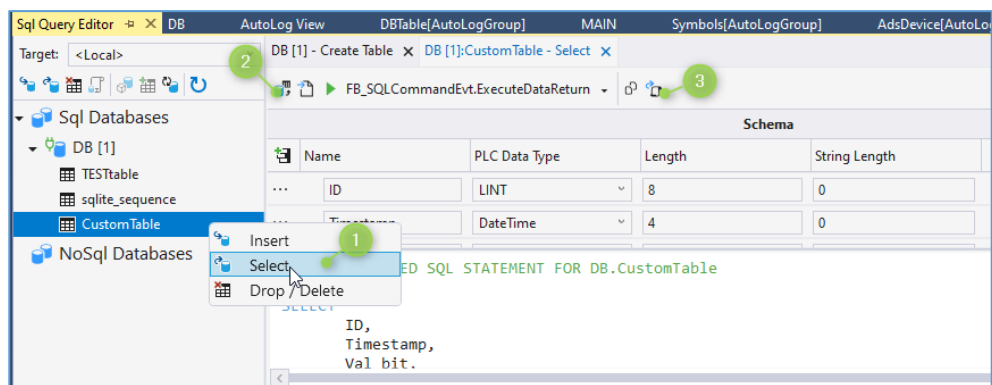 Sql Query Editor DB AutoLog View DBTable[AutoLogGroup] MAIN Symbols[AutoLogGroup] AdsDevice[AutoLo
Target: <Local>
DB [1] - Create Table DB [1]:CustomTable - Select
2
3
FB_SQLCommandEvt.ExecuteDataReturn
Sql Databases
Schema
DB [1]
Name PLC Data Type Length String Length
TESTtable
ID LINT 8 0
sqlite_sequence
CustomTable
Timestamp DateTime 4 0
Insert
1
NoSql Databases
Select
ED SQL STATEMENT FOR DB.CustomTable
Drop / Delete
SELECT
ID,
Timestamp,
Val_bit,